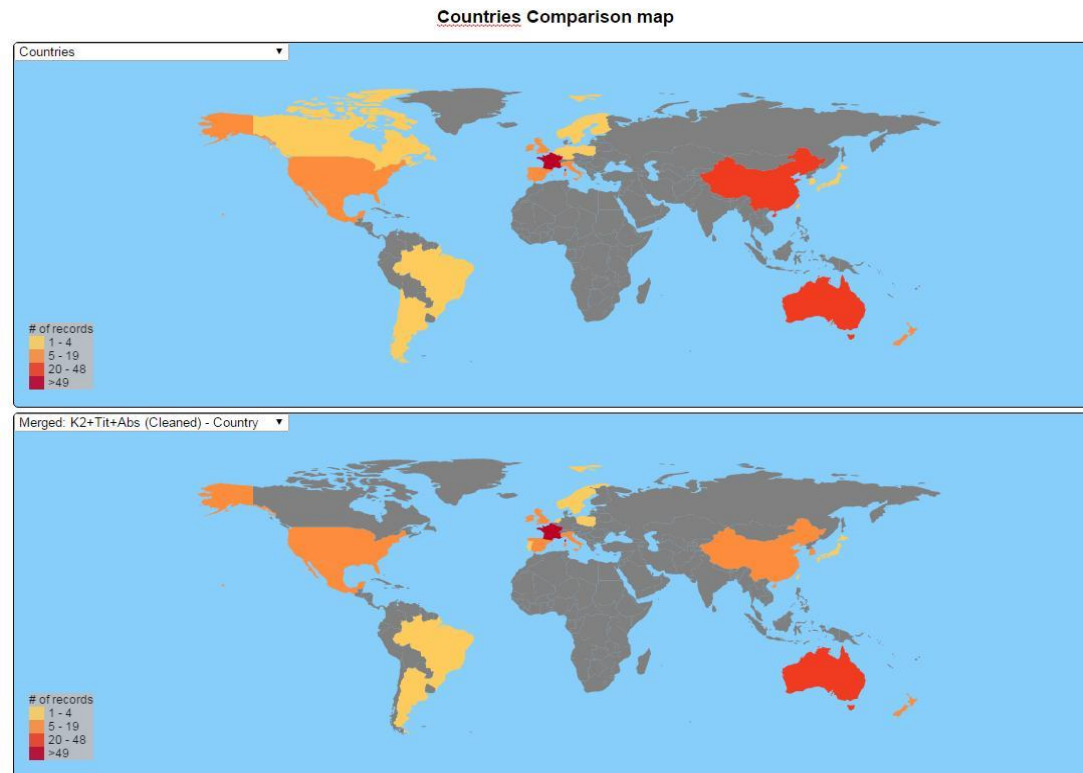 Countries Comparison map
Countries
# of records
1 - 4
5 - 19
20 - 48
>49
Merged: K2+Tit+Abs (Cleaned) - Country
# of records
1 - 4
5 - 19
20 - 48
>49